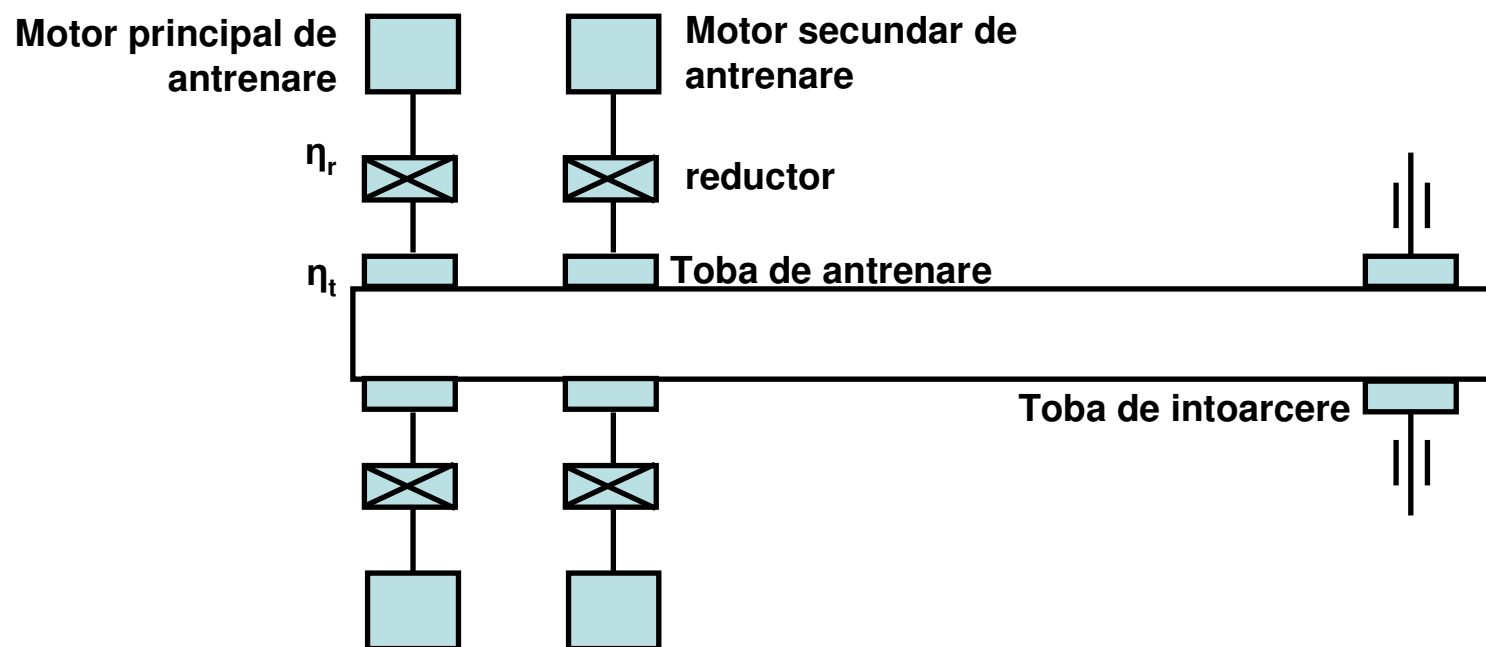 Motor principal de
antrenare
Motor secundar de
antrenare
ηr
reductor
ηt
Toba de antrenare
Toba de intoarcere